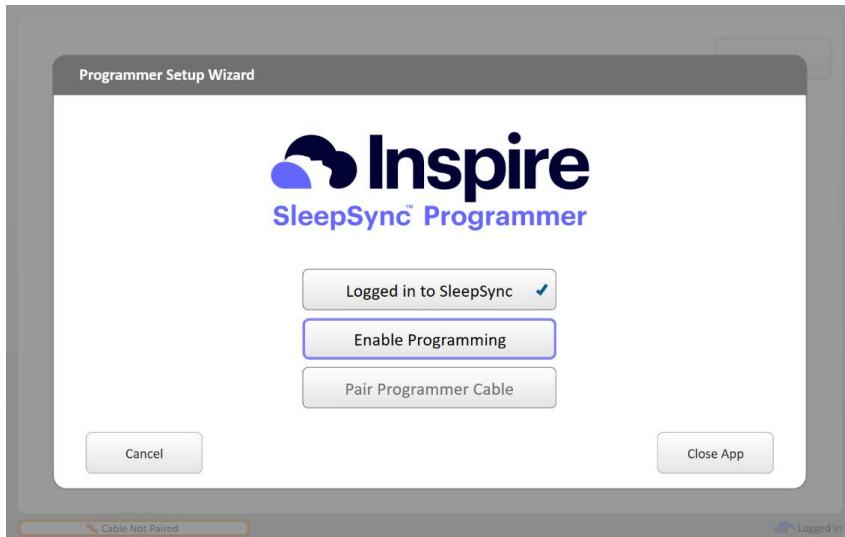 Programmer Setup Wizard
Inspire
SleepSync™ Programmer
Logged in to SleepSync
Enable Programming
Pair Programmer Cable
Cancel
Close App
Cable Not Paired
Logged in